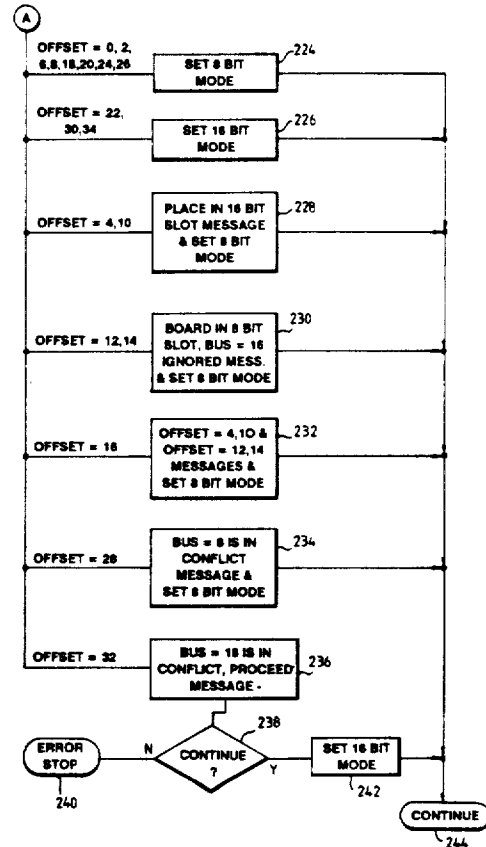 A
OFFSET = 0, 2,
6,8,18,20,24,26
SET 8 BIT
MODE
224
OFFSET = 22,
30,34
SET 16 BIT
MODE
226
OFFSET = 4,10
PLACE IN 16 BIT
SLOT MESSAGE
& SET 8 BIT
MODE
228
OFFSET = 12,14
BOARD IN 8 BIT
SLOT, BUS = 16
IGNORED MESS.
& SET 8 BIT MODE
230
OFFSET = 16
OFFSET = 4,10 &
OFFSET = 12,14
MESSAGES &
SET 8 BIT MODE
232
OFFSET = 28
BUS = 8 IS IN
CONFLICT
MESSAGE &
SET 8 BIT MODE
234
OFFSET = 32
BUS = 16 IS IN
CONFLICT, PROCEED
MESSAGE -
236
238
ERROR
STOP
N
CONTINUE
?
Y
SET 16 BIT
MODE
240
242
CONTINUE
244